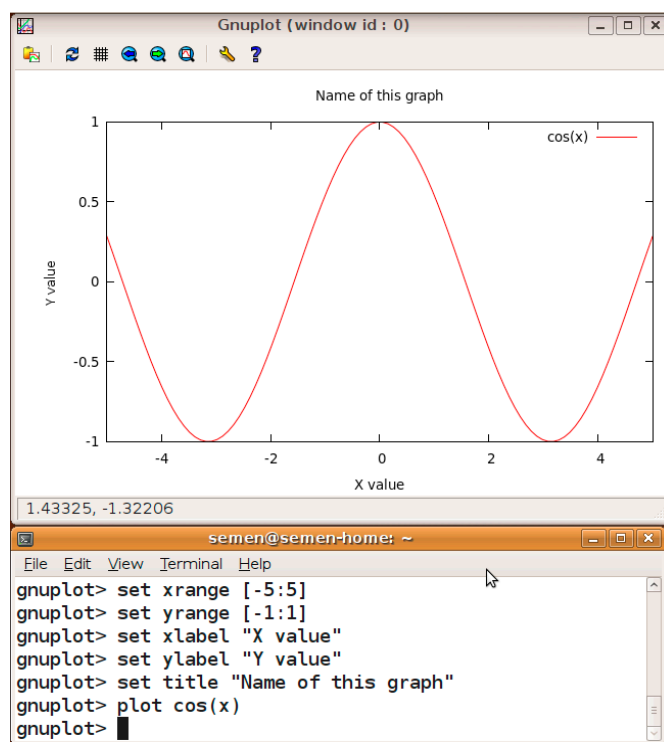 Gnuplot (window id : 0)
Name of this graph
cos(x)
1
0.5
0
-0.5
-1
Y value
-4 -2 0 2 4
X value
1.43325, -1.32206
semen@semen-home: ~
File Edit View Terminal Help
gnuplot> set xrange [-5:5]
gnuplot> set yrange [-1:1]
gnuplot> set xlabel "X value"
gnuplot> set ylabel "Y value"
gnuplot> set title "Name of this graph"
gnuplot> plot cos(x)
gnuplot>